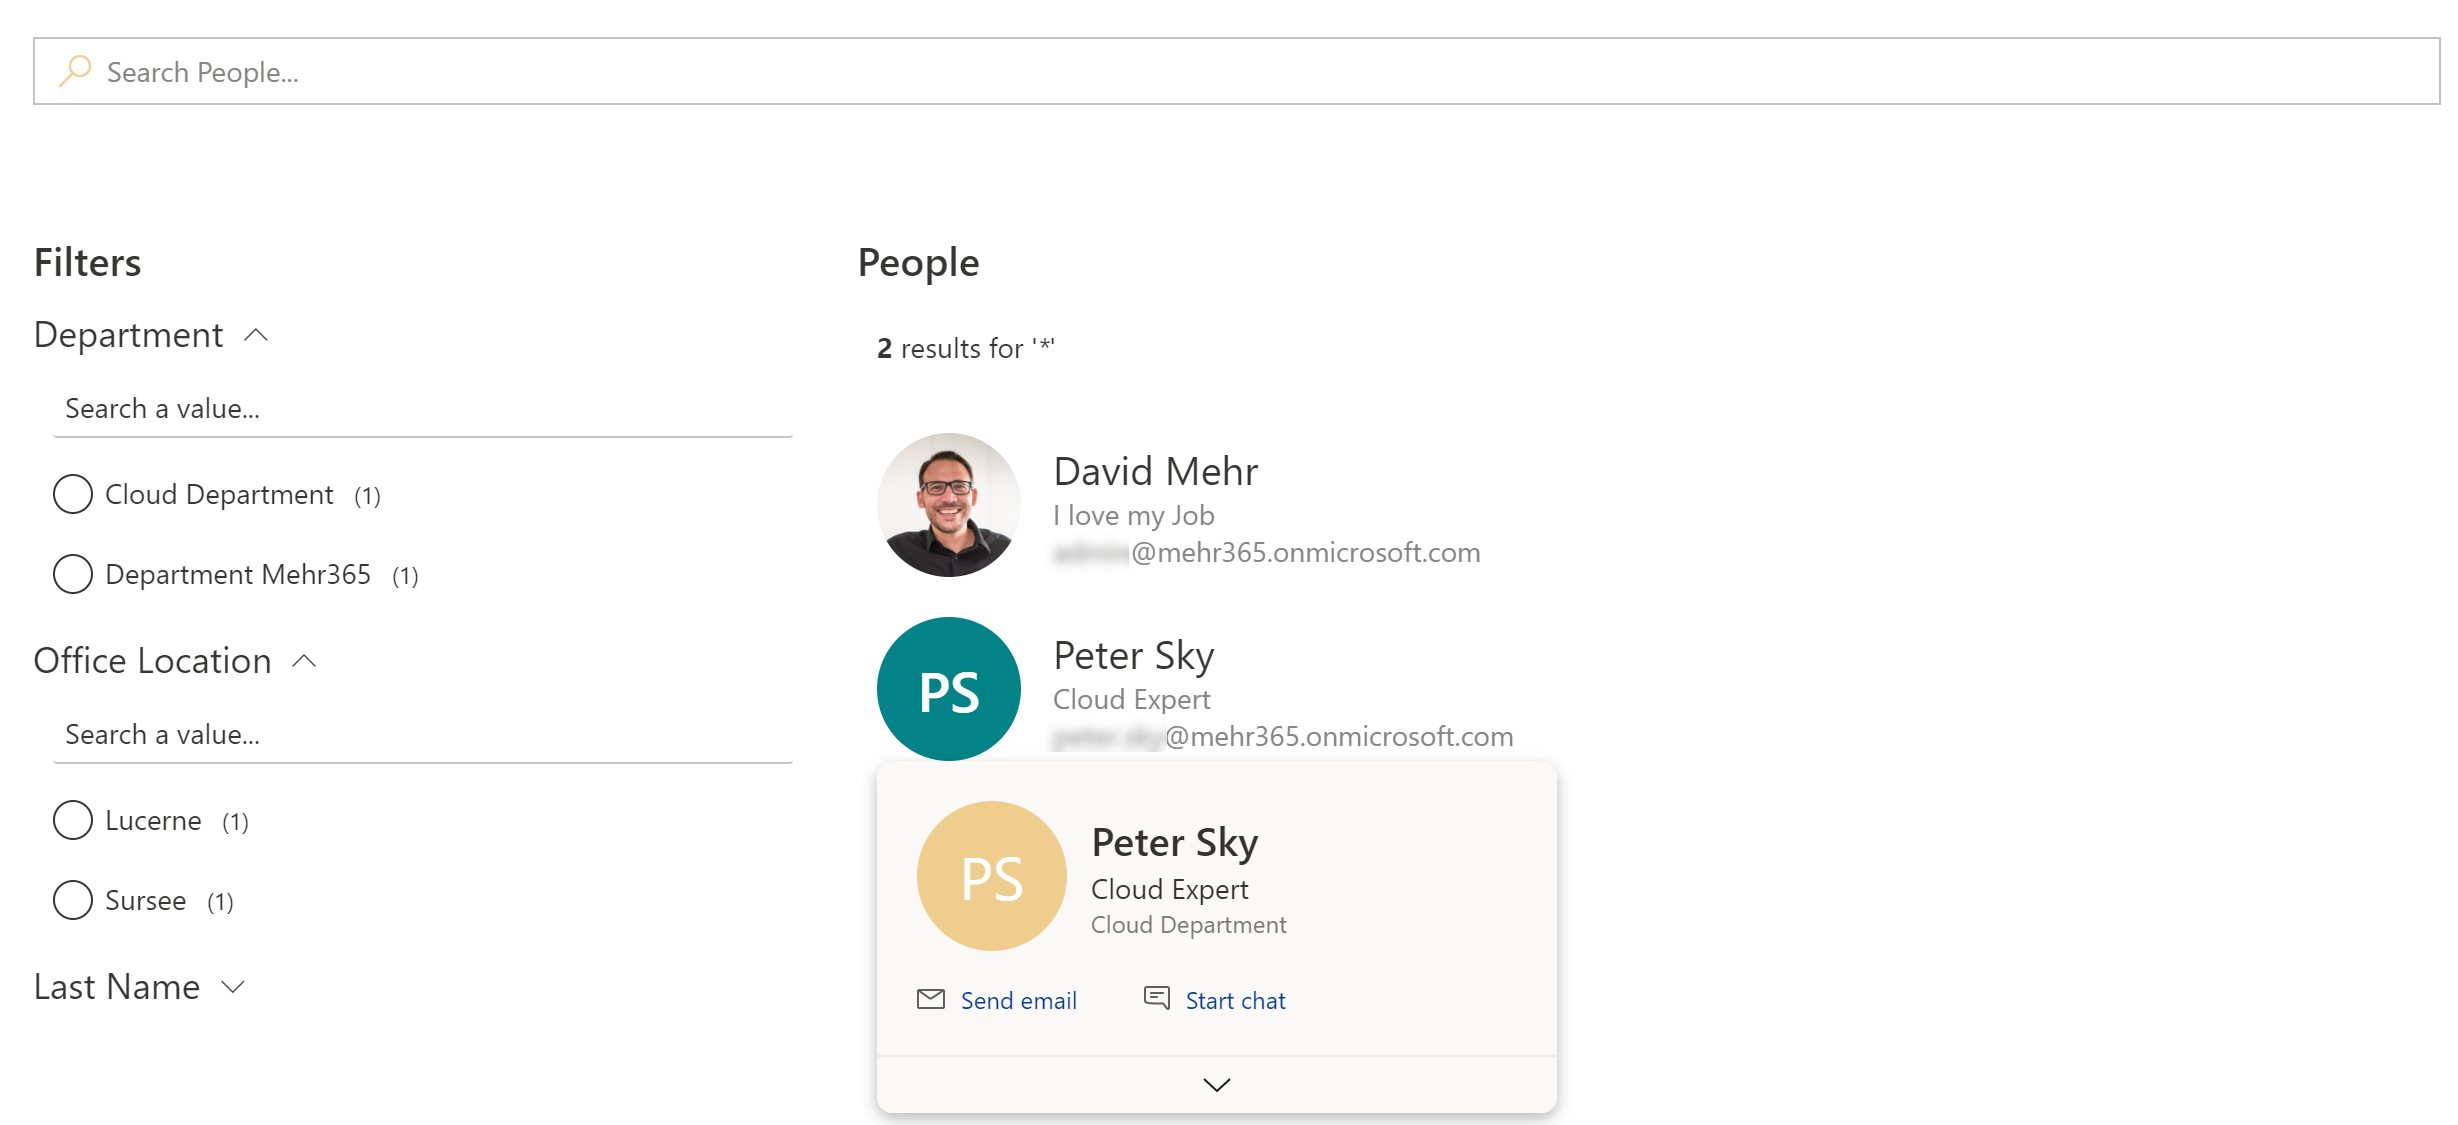 Search People...
Filters
Department
Search a value...
Cloud Department (1)
Department Mehr365 (1)
Office Location
Search a value...
Lucerne (1)
Sursee (1)
Last Name
People
2 results for '*'
David Mehr
I love my Job
@mehr365.onmicrosoft.com
PS
Peter Sky
Cloud Expert
@mehr365.onmicrosoft.com
PS
Peter Sky
Cloud Expert
Cloud Department
Send email
Start chat